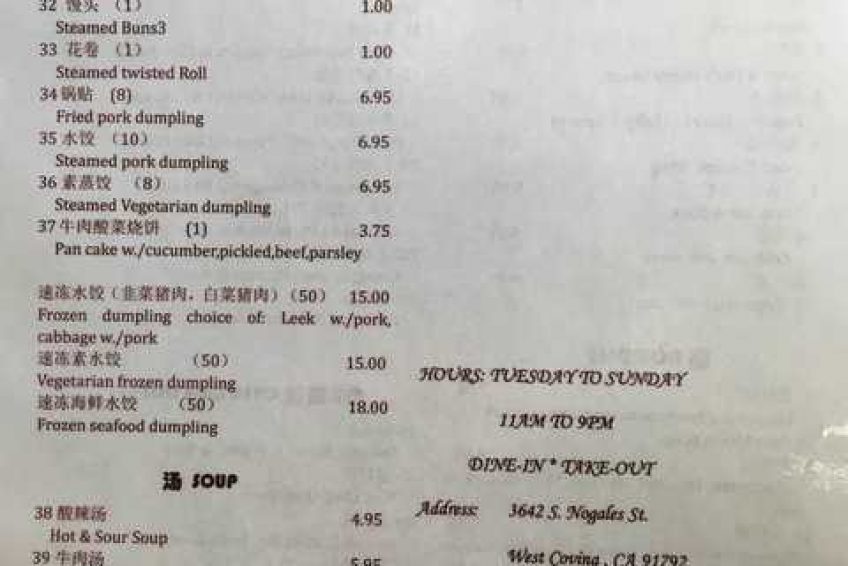 32 馒头 (1) 1.00
Steamed Buns3
33 花卷 (1) 1.00
Steamed twisted Roll
34 锅贴 (8) 6.95
Fried pork dumpling
35 水饺 (10) 6.95
Steamed pork dumpling
36 素蒸饺 (8) 6.95
Steamed Vegetarian dumpling
37 牛肉酸菜烧饼 (1) 3.75
Pan cake w./cucumber,pickled,beef,parsley
速冻水饺（韭菜猪肉，白菜猪肉）(50) 15.00
Frozen dumpling choice of: Leek w./pork,
cabbage w./pork
速冻素水饺 (50) 15.00
Vegetarian frozen dumpling
速冻海鲜水饺 (50) 18.00
Frozen seafood dumpling
汤 SOUP
38 酸辣汤 4.95
Hot & Sour Soup
39 牛肉汤 5.95
HOURS: TUESDAY TO SUNDAY
11AM TO 9PM
DINE-IN * TAKE-OUT
Address: 3642 S. Nogales St.
West Covina , CA 91792